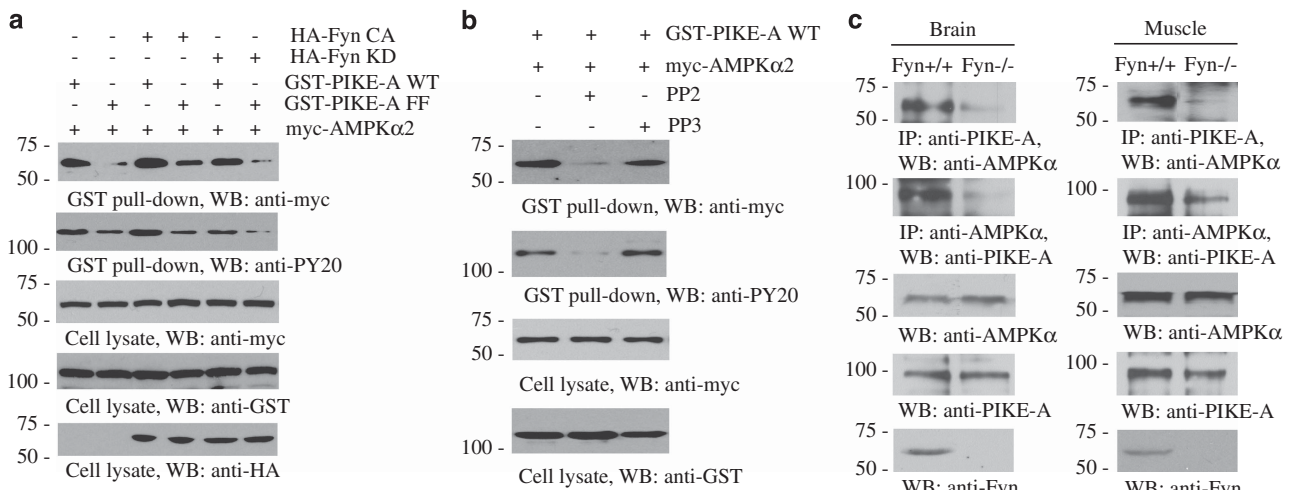 a
- - + + - - HA-Fyn CA
- - - - + + HA-Fyn KD
+ - + - + - GST-PIKE-A WT
- + - + - + GST-PIKE-A FF
+ + + + + + myc-AMPKα2
75 -
50 -
GST pull-down, WB: anti-myc
100 -
GST pull-down, WB: anti-PY20
75 -
50 -
Cell lysate, WB: anti-myc
100 -
Cell lysate, WB: anti-GST
75 -
50 -
Cell lysate, WB: anti-HA
b
+ + + GST-PIKE-A WT
+ + + myc-AMPKα2
- + - PP2
- - + PP3
75 -
50 -
GST pull-down, WB: anti-myc
100 -
GST pull-down, WB: anti-PY20
75 -
50 -
Cell lysate, WB: anti-myc
100 -
Cell lysate, WB: anti-GST
c
Brain
Fyn+/+ Fyn-/-
75 -
50 -
IP: anti-PIKE-A,
WB: anti-AMPKα
100 -
IP: anti-AMPKα,
WB: anti-PIKE-A
75 -
50 -
WB: anti-AMPKα
100 -
WB: anti-PIKE-A
75 -
50 -
WB: anti-Fyn
Muscle
Fyn+/+ Fyn-/-
75 -
50 -
IP: anti-PIKE-A,
WB: anti-AMPKα
100 -
IP: anti-AMPKα,
WB: anti-PIKE-A
75 -
50 -
WB: anti-AMPKα
100 -
WB: anti-PIKE-A
75 -
50 -
WB: anti-Fyn